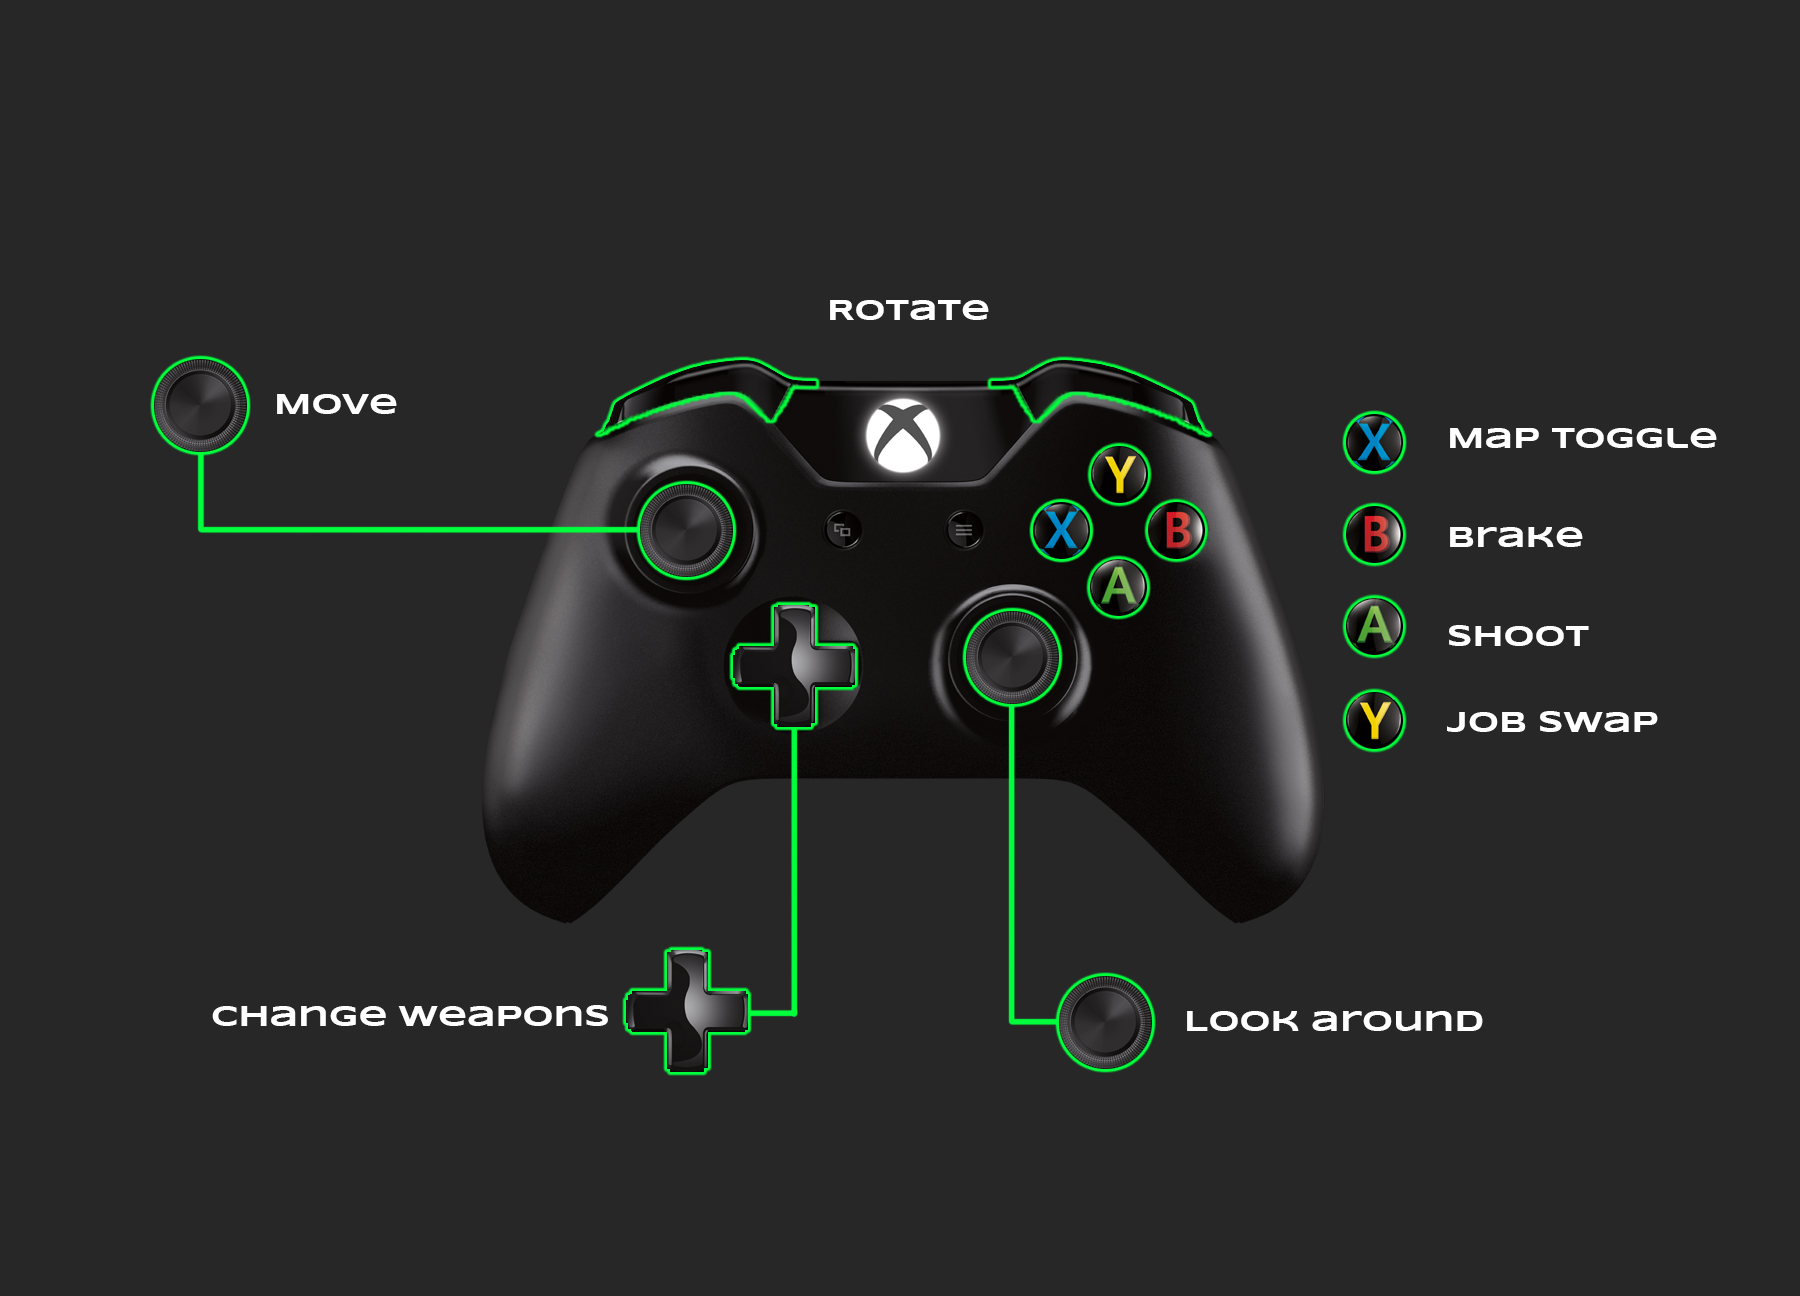 ROTaTe
MOVe
Y
X
B
A
X MaP TOGGLe
B BraKe
A SHOOT
Y JOB SWaP
CHanGe WeaPOnS
LOOK arOUnD